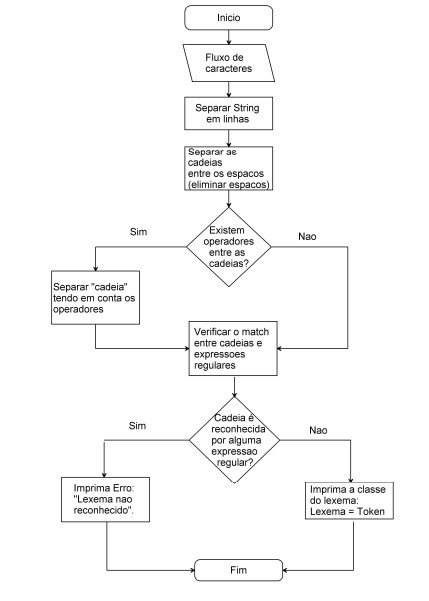 Inicio
Fluxo de
caracteres
Separar String
em linhas
Separar as
cadeias
entre os espacos
(eliminar espacos)
Existem
operadores
entre as
cadeias?
Sim
Nao
Separar "cadeia"
tendo em conta os
operadores
Verificar o match
entre cadeias e
expressoes
regulares
Cadeia é
reconhecida
por alguma
expressao
regular?
Sim
Nao
Imprima Erro:
"Lexema nao
reconhecido".
Imprima a classe
do lexema:
Lexema = Token
Fim